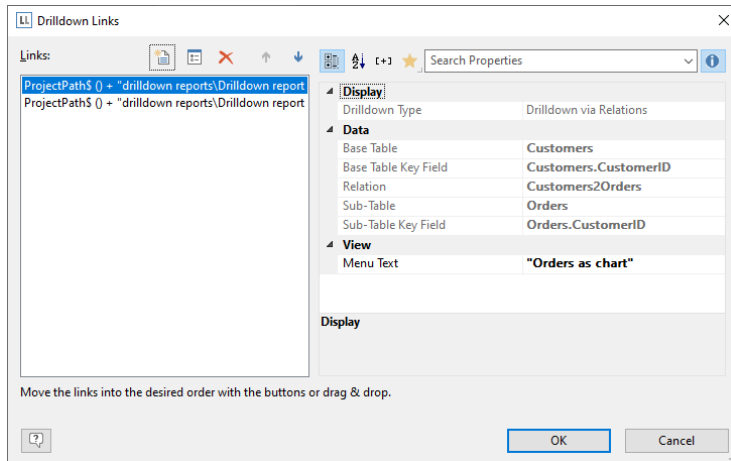 LL Drilldown Links
Links:
Search Properties
ProjectPath$ () + "drilldown reports\Drilldown report
ProjectPath$ () + "drilldown reports\Drilldown report
Display
Drilldown Type Drilldown via Relations
Data
Base Table Customers
Base Table Key Field Customers.CustomerID
Relation Customers2Orders
Sub-Table Orders
Sub-Table Key Field Orders.CustomerID
View
Menu Text "Orders as chart"
Display
Move the links into the desired order with the buttons or drag & drop.
OK Cancel